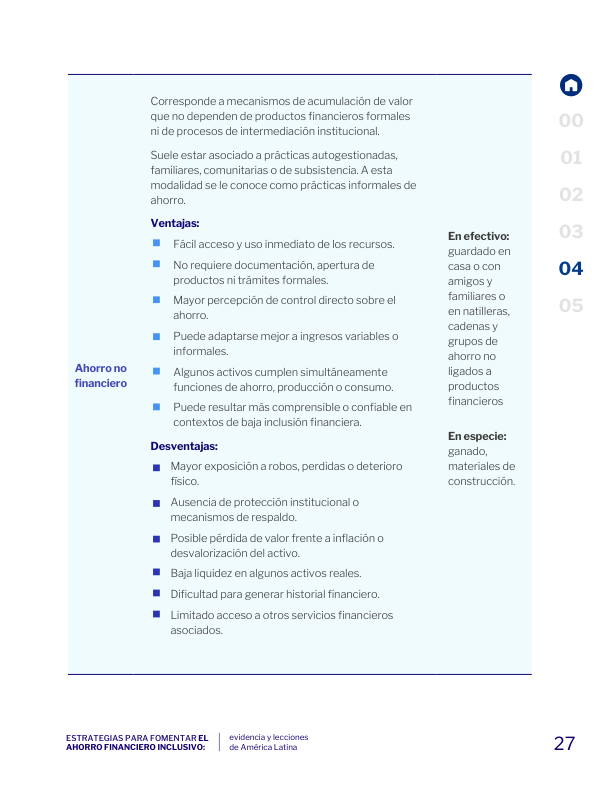 Corresponde a mecanismos de acumulación de valor
que no dependen de productos financieros formales
ni de procesos de intermediación institucional.
Suele estar asociado a prácticas autogestionadas,
familiares, comunitarias o de subsistencia. A esta
modalidad se le conoce como prácticas informales de
ahorro.
Ventajas:
Fácil acceso y uso inmediato de los recursos.
No requiere documentación, apertura de
productos ni trámites formales.
Mayor percepción de control directo sobre el
ahorro.
Puede adaptarse mejor a ingresos variables o
informales.
Algunos activos cumplen simultáneamente
funciones de ahorro, producción o consumo.
Puede resultar más comprensible o confiable en
contextos de baja inclusión financiera.
Desventajas:
Mayor exposición a robos, perdidas o deterioro
físico.
Ausencia de protección institucional o
mecanismos de respaldo.
Posible pérdida de valor frente a inflación o
desvalorización del activo.
Baja liquidez en algunos activos reales.
Dificultad para generar historial financiero.
Limitado acceso a otros servicios financieros
asociados.
Ahorro no
financiero
En efectivo:
guardado en
casa o con
amigos y
familiares o
en natilleras,
cadenas y
grupos de
ahorro no
ligados a
productos
financieros
En especie:
ganado,
materiales de
construcción.
00
01
02
03
04
05
ESTRATEGIAS PARA FOMENTAR EL
AHORRO FINANCIERO INCLUSIVO:
evidencia y lecciones
de América Latina
27